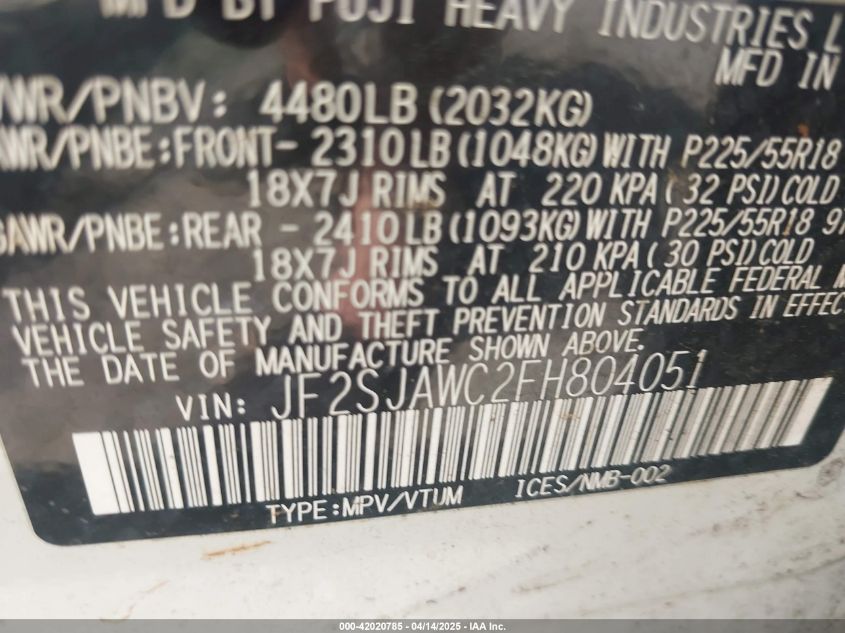 MFD BY FUJI HEAVY INDUSTRIES L
MFD IN
VWR/PNBV: 4480LB (2032KG)
AWR/PNBE:FRONT- 2310LB(1048KG)WITH P225/55R18
18X7J RIMS AT 220 KPA( 32 PSI)COLD
GAWR/PNBE:REAR - 2410LB(1093KG)WITH P225/55R18 97
18X7J RIMS AT 210 KPA( 30 PSI)COLD
THIS VEHICLE CONFORMS TO ALL APPLICABLE FEDERAL M
VEHICLE SAFETY AND THEFT PREVENTION STANDARDS IN EFFEC
THE DATE OF MANUFACTURE SHOWN ABOVE.
VIN: JF2SJAWC2FH804051
TYPE:MPV/VTUM ICES/NMB-002
000-42020785 - 04/14/2025 - IAA Inc.